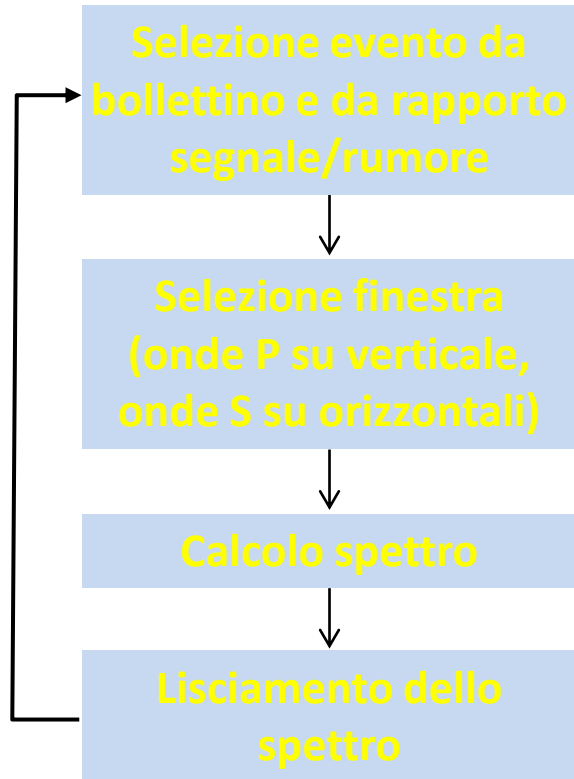 Selezione evento da
bollettino e da rapporto
segnale/rumore
Selezione finestra
(onde P su verticale,
onde S su orizzontali)
Calcolo spettro
Lisciamento dello
spettro